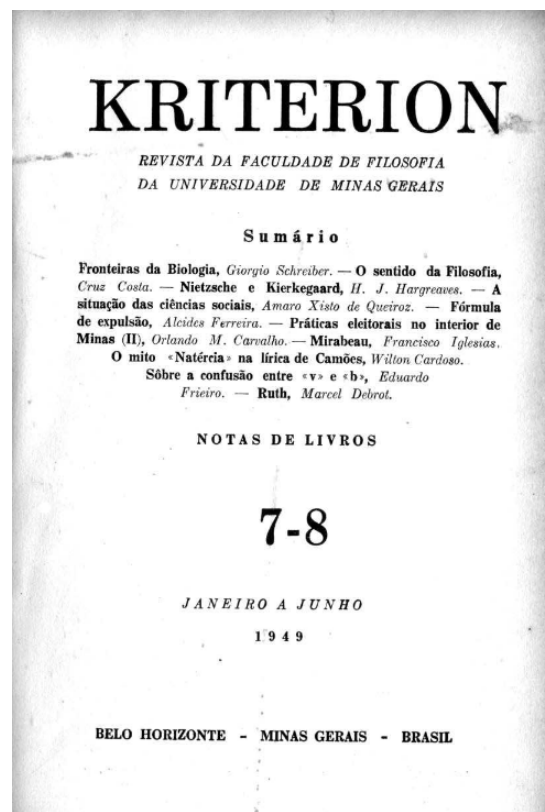 KRITERION
REVISTA DA FACULDADE DE FILOSOFIA
DA UNIVERSIDADE DE MINAS GERAIS
Sumário
Fronteiras da Biologia, Giorgio Schreiber. — O sentido da Filosofia,
Cruz Costa. — Nietzsche e Kierkegaard, H. J. Hargreaves. — A
situação das ciências sociais, Amaro Xisto de Queiroz. — Fórmula
de expulsão, Alcides Ferreira. — Práticas eleitorais no interior de
Minas (II), Orlando M. Carvalho. — Mirabeau, Francisco Iglesias.
O mito «Natércia» na lírica de Camões, Wilton Cardoso.
Sôbre a confusão entre «v» e «b», Eduardo
Frieiro. — Ruth, Marcel Debrot.
NOTAS DE LIVROS
7-8
JANEIRO A JUNHO
1949
BELO HORIZONTE - MINAS GERAIS - BRASIL